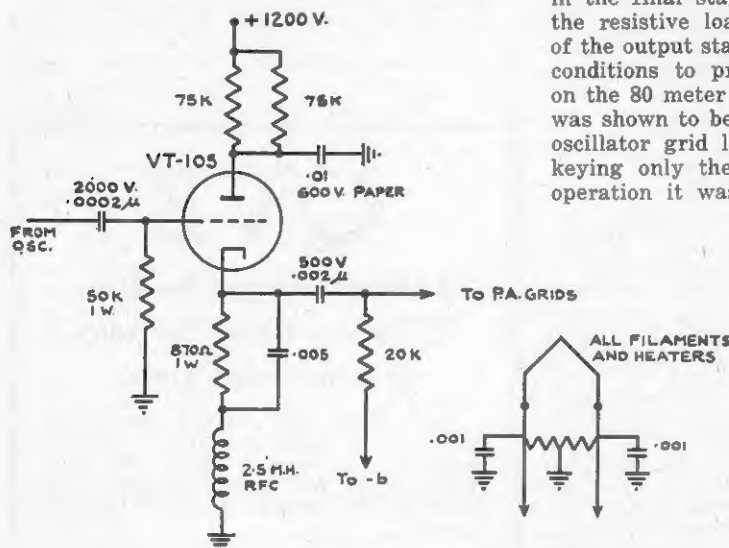 +1200 V.
75K
75K
VT-105
.01
600 V. PAPER
2000 V.
.0002µ
FROM
OSC.
50K
1 W.
500 V
.002µ
TO P.A. GRIDS
870Ω
1 W
.005
20K
2·5 M.H.
RFC
TO -b
ALL FILAMENTS
AND HEATERS
.001
.001
in the final sta
the resistive loa
of the output sta
conditions to pr
on the 80 meter
was shown to be
oscillator grid l
keying only the
operation it was